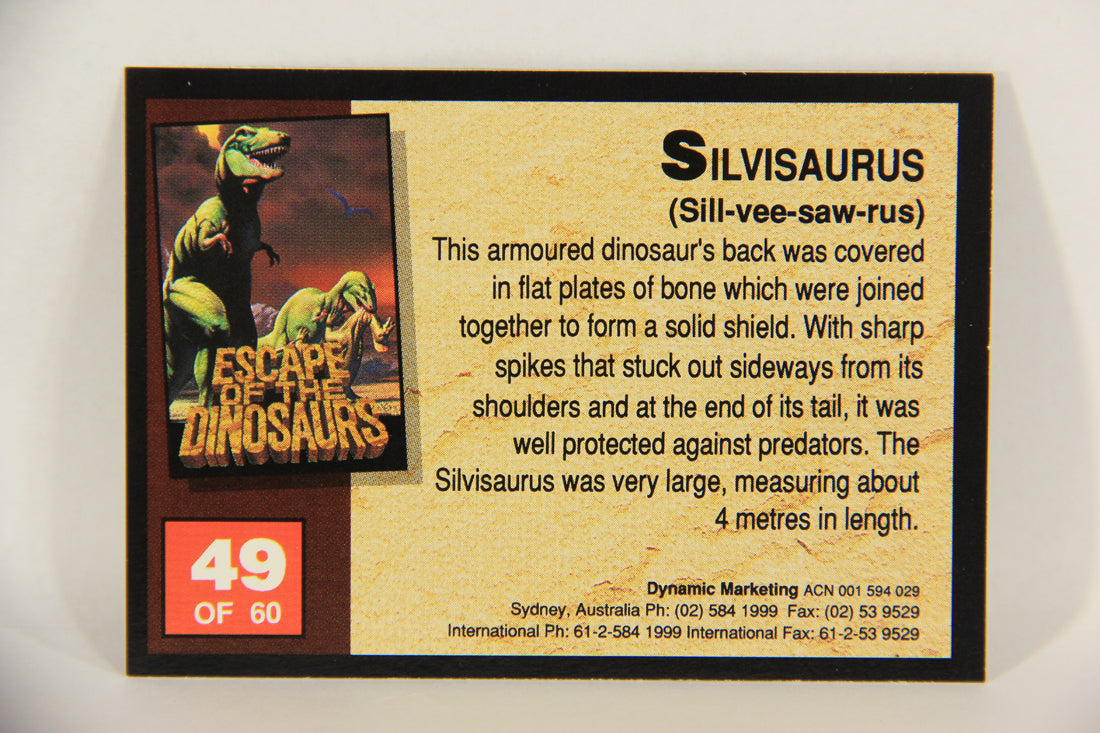 ESCAPE
OF THE
DINOSAURS
49
OF 60
SILVISAURUS
(Sill-vee-saw-rus)
This armoured dinosaur's back was covered
in flat plates of bone which were joined
together to form a solid shield. With sharp
spikes that stuck out sideways from its
shoulders and at the end of its tail, it was
well protected against predators. The
Silvisaurus was very large, measuring about
4 metres in length.
Dynamic Marketing ACN 001 594 029
Sydney, Australia Ph: (02) 584 1999 Fax: (02) 53 9529
International Ph: 61-2-584 1999 International Fax: 61-2-53 9529